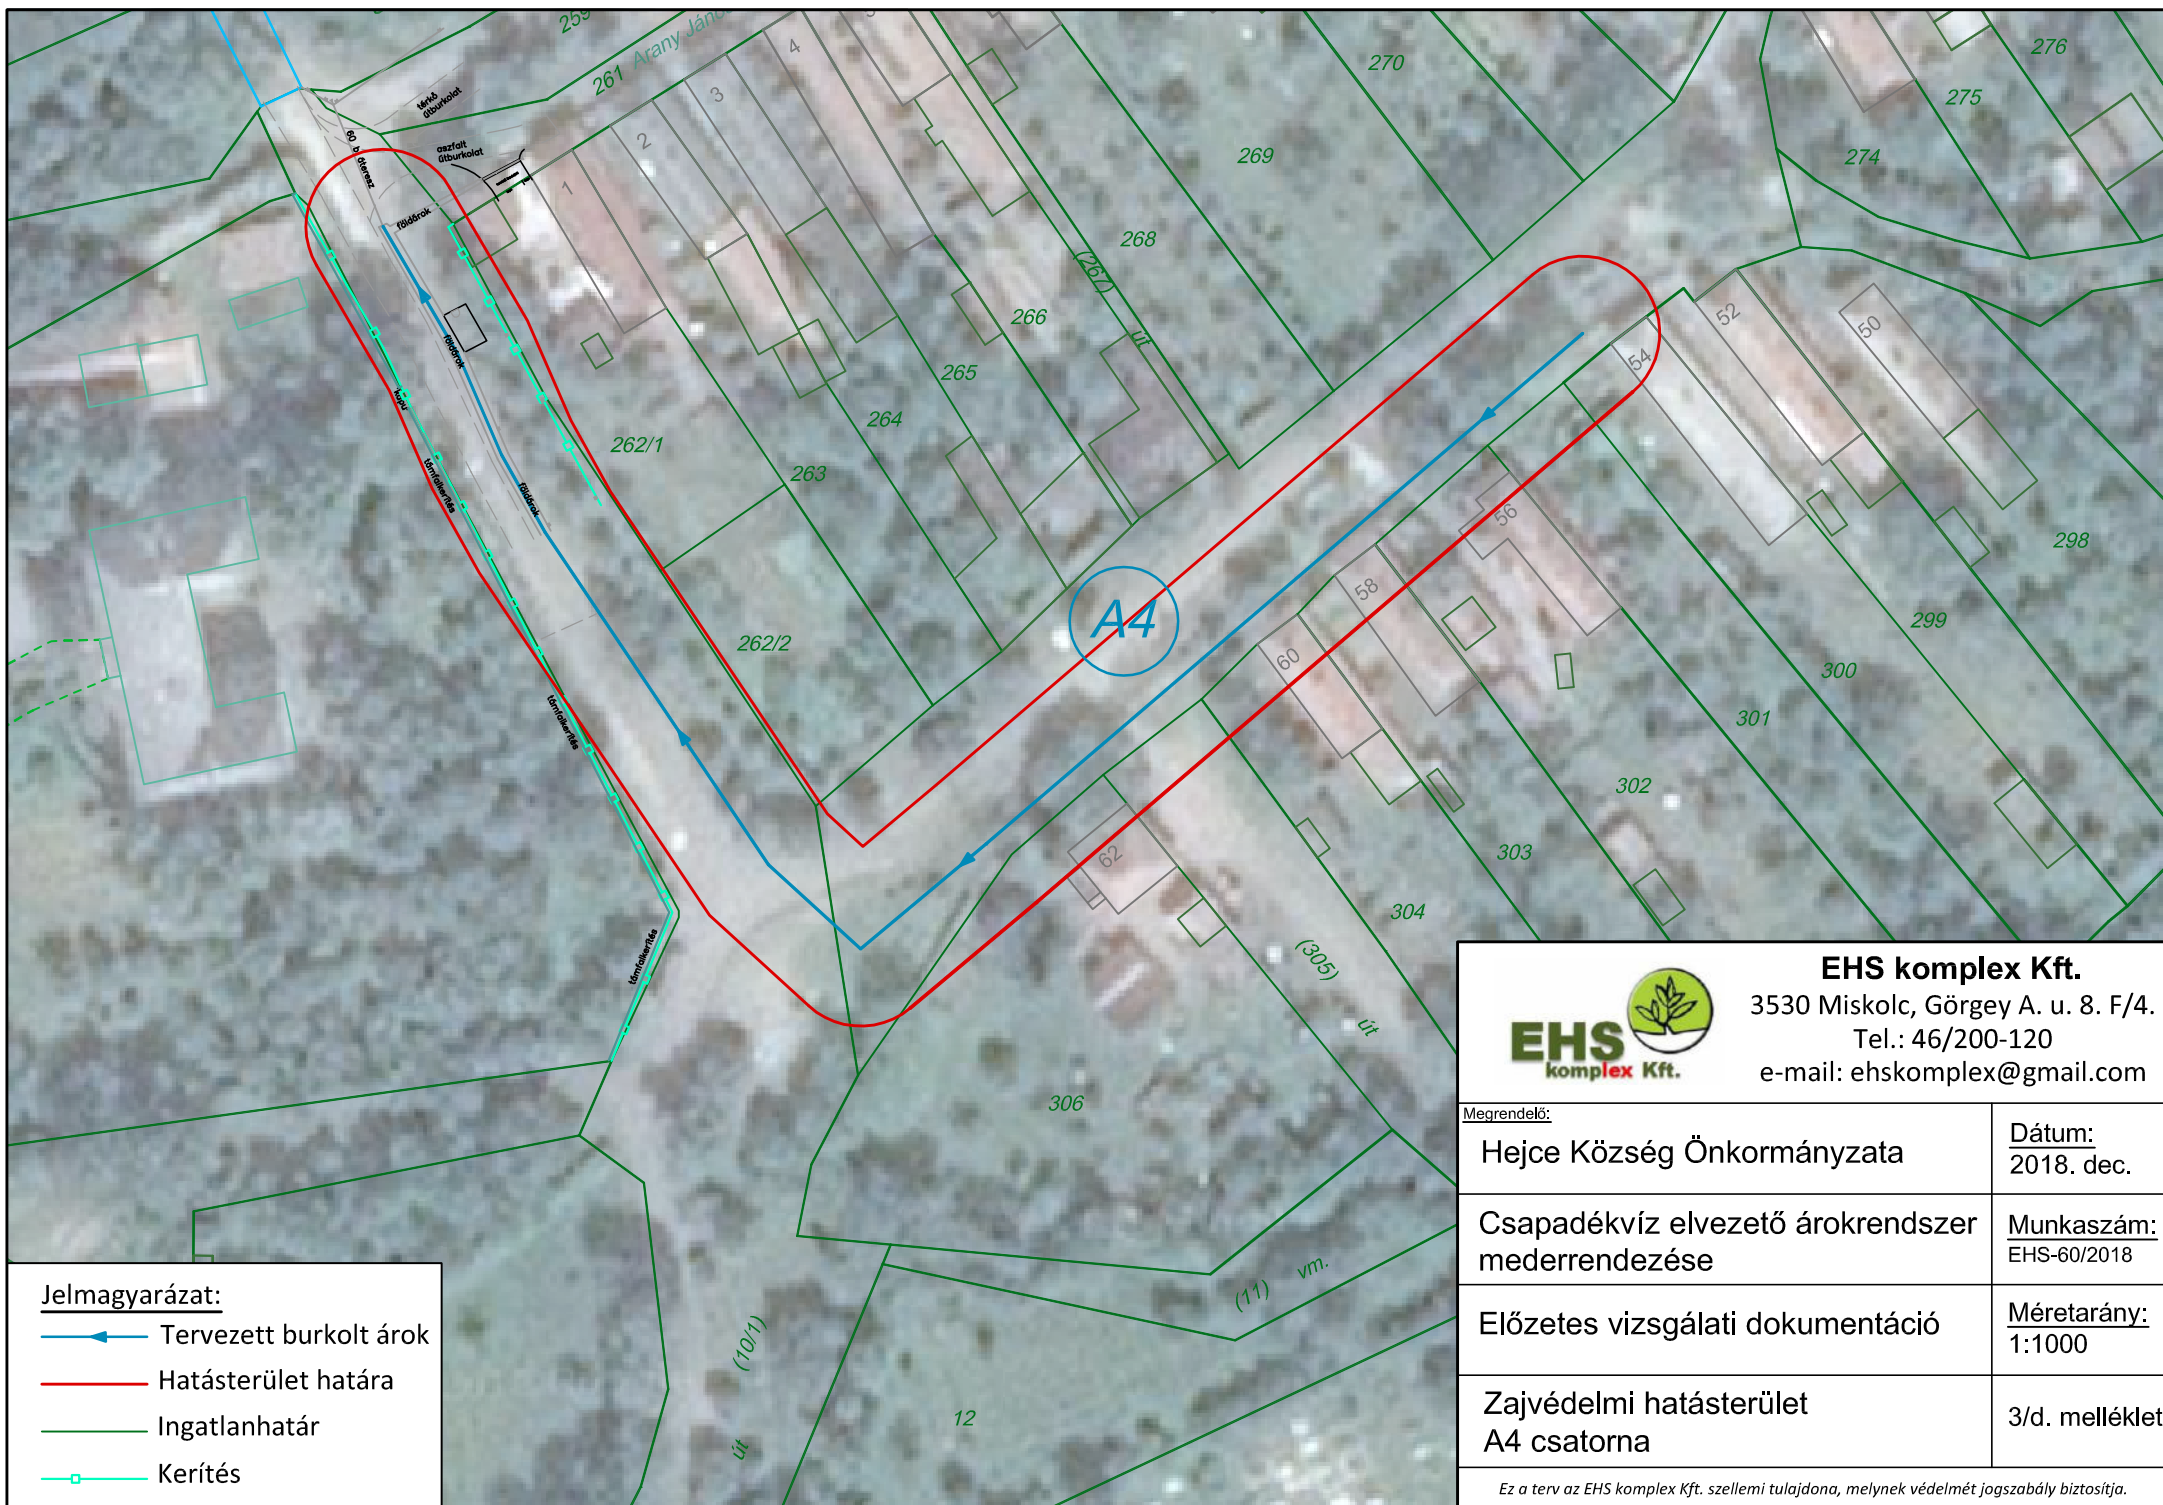 259
261 Arany János
térkő
útburkolat
aszfalt
útburkolat
60 b. áteresz
földárok
földárok
földárok
kapu
támfalkerítés
támfalkerítés
támfalkerítés
1
2
3
4
270
276
275
274
269
268
(267)
út
266
265
264
263
262/1
262/2
A4
50
52
54
56
58
60
62
298
299
300
301
302
303
304
(305)
út
306
(11) vm.
(10/1)
út
12
Jelmagyarázat:
Tervezett burkolt árok
Hatásterület határa
Ingatlanhatár
Kerítés
EHS
komplex Kft.
EHS komplex Kft.
3530 Miskolc, Görgey A. u. 8. F/4.
Tel.: 46/200-120
e-mail: ehskomplex@gmail.com
Megrendelő:
Hejce Község Önkormányzata
Dátum:
2018. dec.
Csapadékvíz elvezető árokrendszer
mederrendezése
Munkaszám:
EHS-60/2018
Előzetes vizsgálati dokumentáció
Méretarány:
1:1000
Zajvédelmi hatásterület
A4 csatorna
3/d. melléklet
Ez a terv az EHS komplex Kft. szellemi tulajdona, melynek védelmét jogszabály biztosítja.